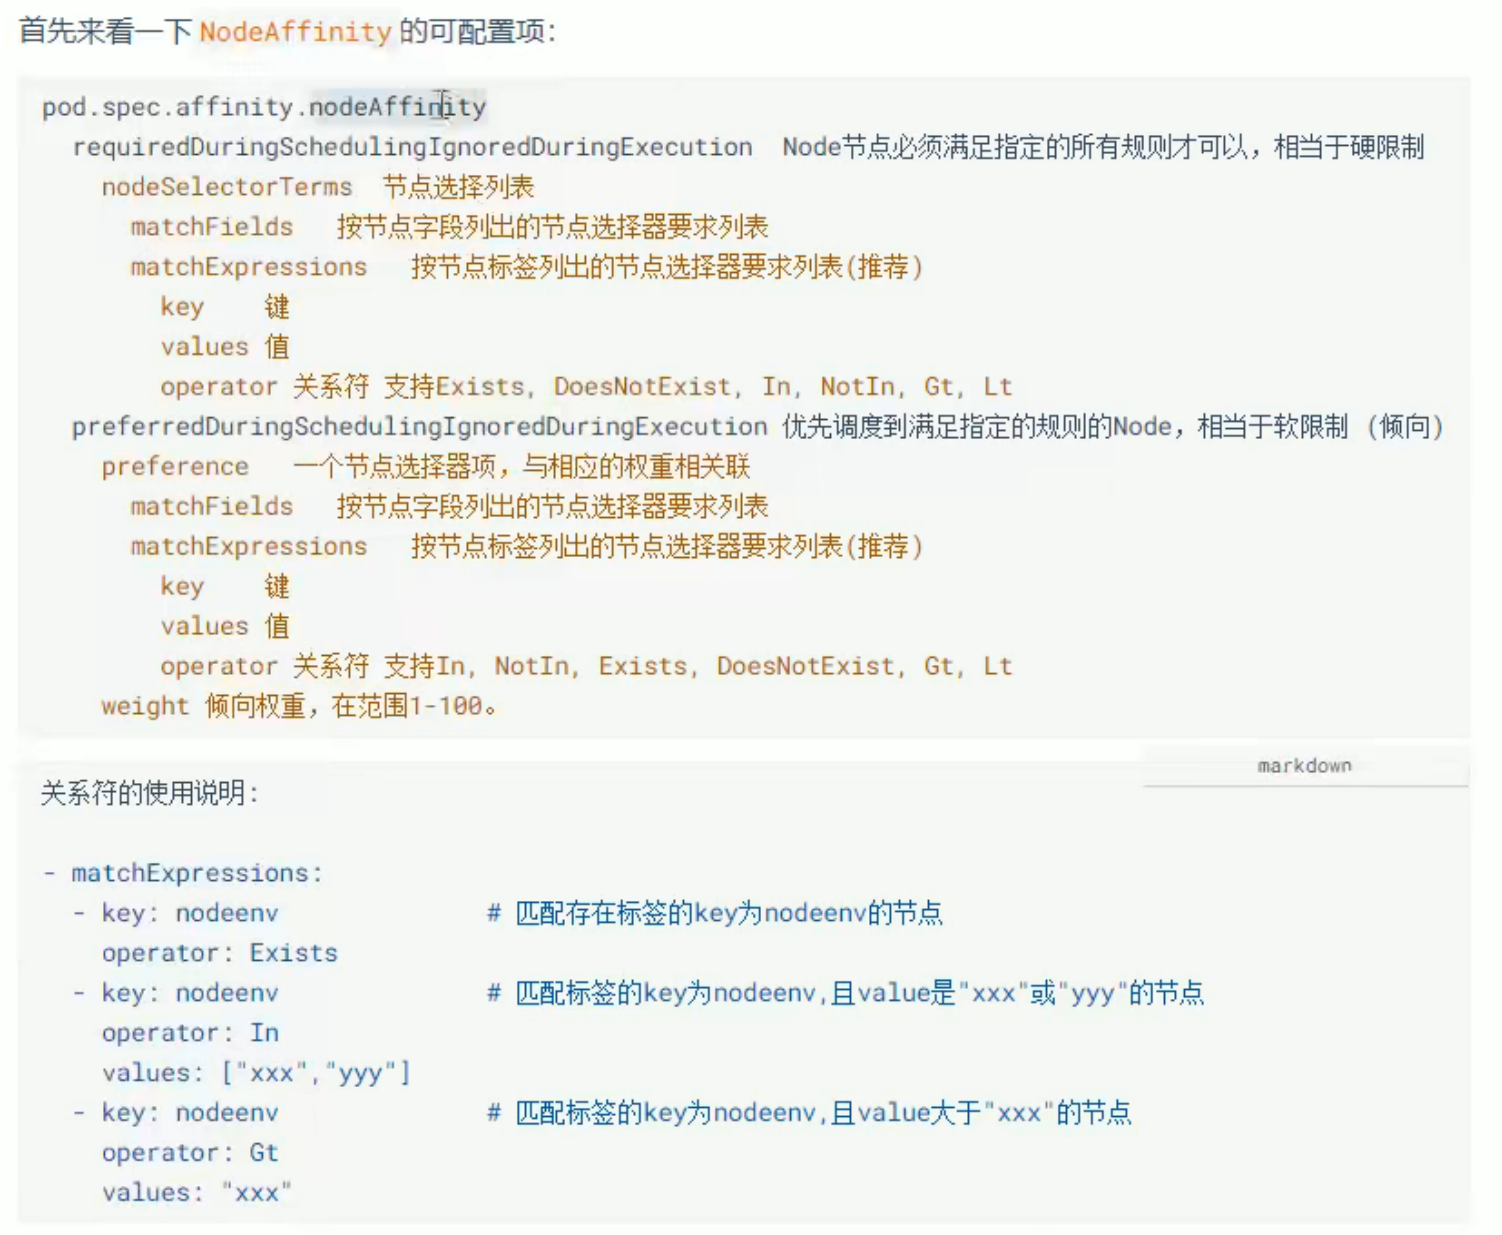 首先来看一下 NodeAffinity 的可配置项：
pod.spec.affinity.nodeAffinity
requiredDuringSchedulingIgnoredDuringExecution Node节点必须满足指定的所有规则才可以，相当于硬限制
nodeSelectorTerms 节点选择列表
matchFields 按节点字段列出的节点选择器要求列表
matchExpressions 按节点标签列出的节点选择器要求列表(推荐)
key 键
values 值
operator 关系符 支持Exists, DoesNotExist, In, NotIn, Gt, Lt
preferredDuringSchedulingIgnoredDuringExecution 优先调度到满足指定的规则的Node，相当于软限制 (倾向)
preference 一个节点选择器项，与相应的权重相关联
matchFields 按节点字段列出的节点选择器要求列表
matchExpressions 按节点标签列出的节点选择器要求列表(推荐)
key 键
values 值
operator 关系符 支持In, NotIn, Exists, DoesNotExist, Gt, Lt
weight 倾向权重，在范围1-100。
markdown
关系符的使用说明:
- matchExpressions:
- key: nodeenv # 匹配存在标签的key为nodeenv的节点
operator: Exists
- key: nodeenv # 匹配标签的key为nodeenv,且value是"xxx"或"yyy"的节点
operator: In
values: ["xxx","yyy"]
- key: nodeenv # 匹配标签的key为nodeenv,且value大于"xxx"的节点
operator: Gt
values: "xxx"